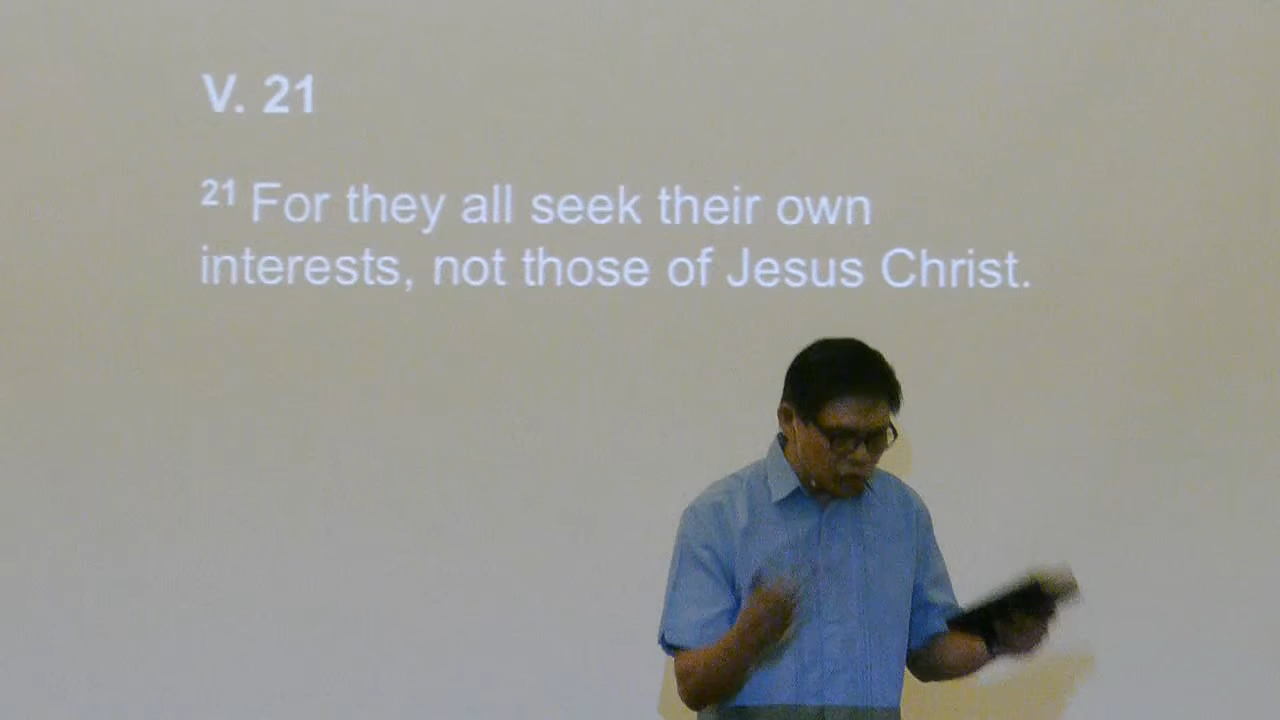 V. 21
21 For they all seek their own
interests, not those of Jesus Christ.